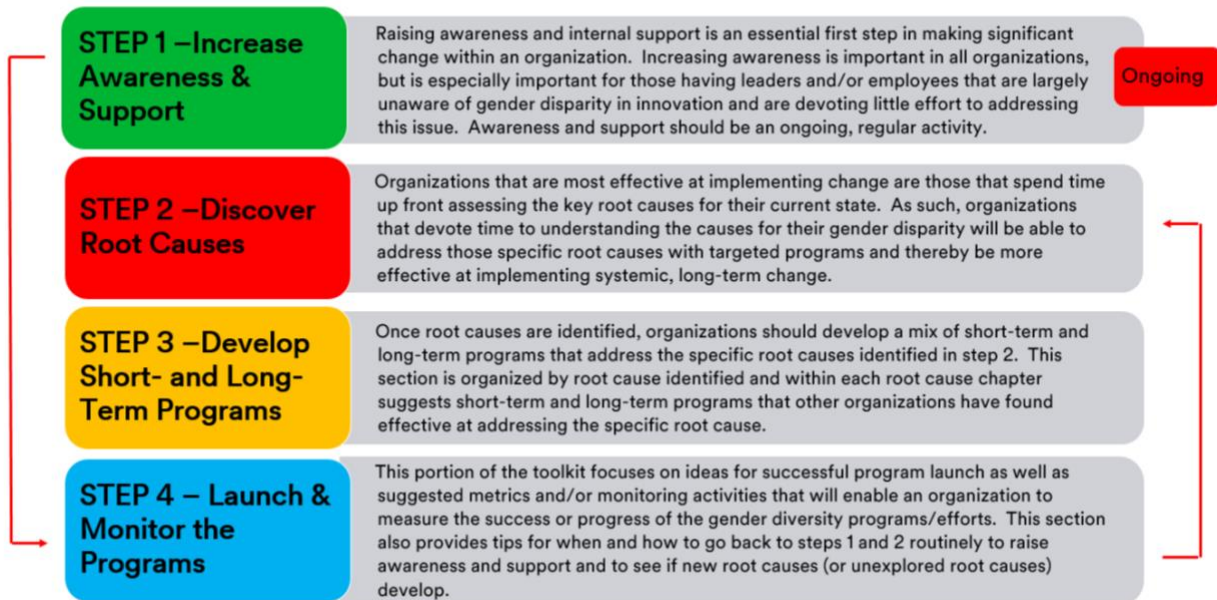 STEP 1 –Increase
Awareness &
Support
Raising awareness and internal support is an essential first step in making significant
change within an organization.  Increasing awareness is important in all organizations,
but is especially important for those having leaders and/or employees that are largely
unaware of gender disparity in innovation and are devoting little effort to addressing
this issue.  Awareness and support should be an ongoing, regular activity.
Ongoing
STEP 2 –Discover
Root Causes
Organizations that are most effective at implementing change are those that spend time
up front assessing the key root causes for their current state.  As such, organizations
that devote time to understanding the causes for their gender disparity will be able to
address those specific root causes with targeted programs and thereby be more
effective at implementing systemic, long-term change.
STEP 3 –Develop
Short- and Long-
Term Programs
Once root causes are identified, organizations should develop a mix of short-term and
long-term programs that address the specific root causes identified in step 2.  This
section is organized by root cause identified and within each root cause chapter
suggests short-term and long-term programs that other organizations have found
effective at addressing the specific root cause.
STEP 4 – Launch &
Monitor the
Programs
This portion of the toolkit focuses on ideas for successful program launch as well as
suggested metrics and/or monitoring activities that will enable an organization to
measure the success or progress of the gender diversity programs/efforts.  This section
also provides tips for when and how to go back to steps 1 and 2 routinely to raise
awareness and support and to see if new root causes (or unexplored root causes)
develop.